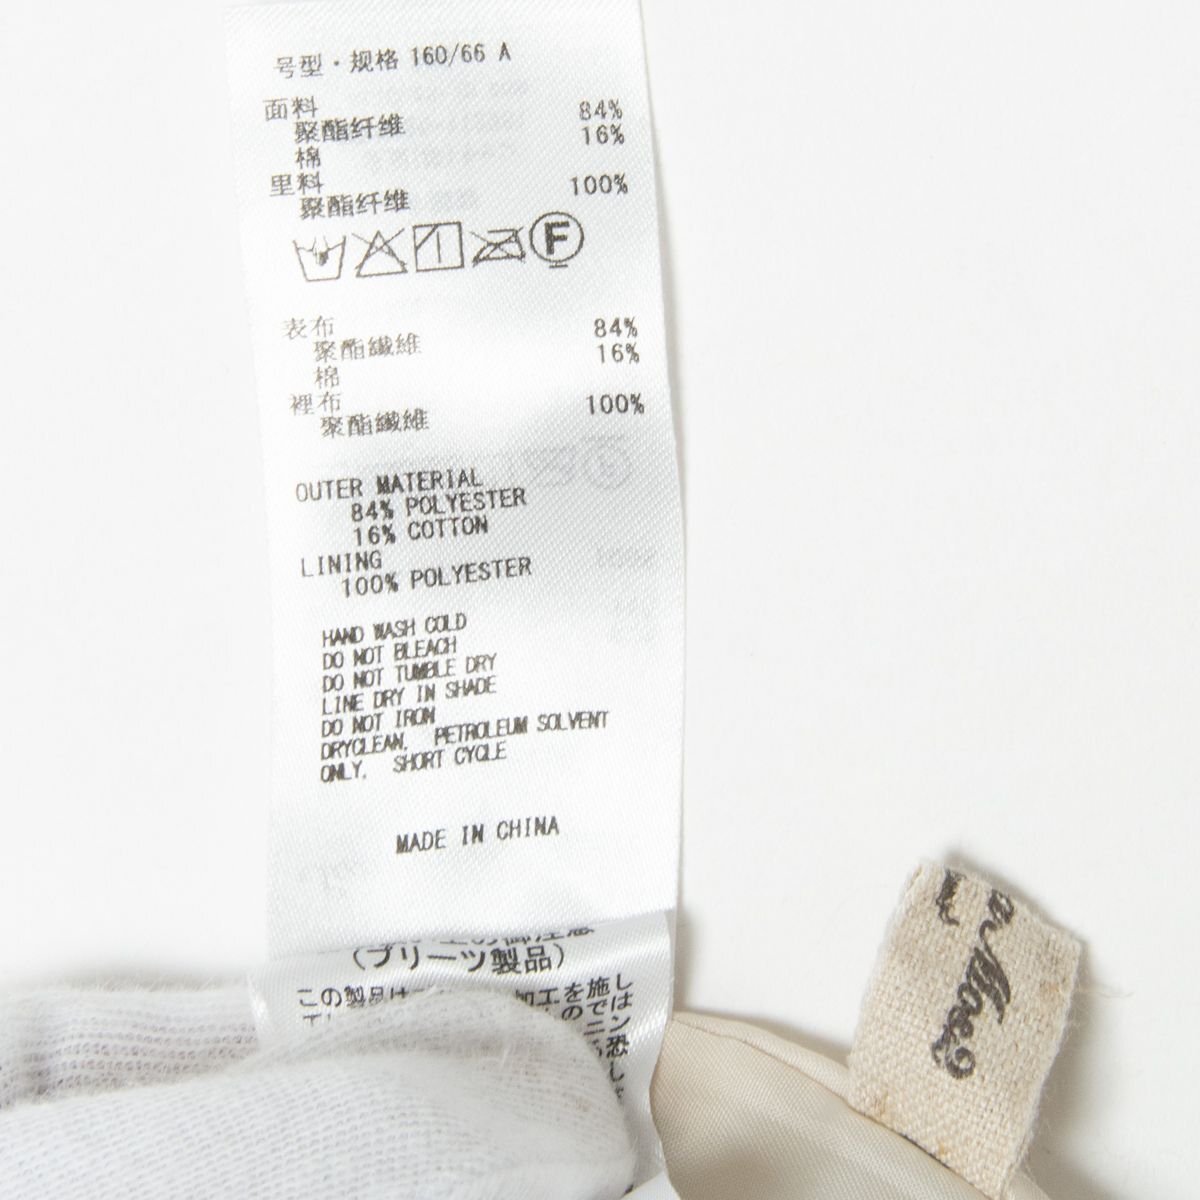 号型・规格 160/66 A
面料
聚酯纤维 84%
棉 16%
里料
聚酯纤维 100%
F
表布
聚酯纖維 84%
棉 16%
裡布
聚酯纖維 100%
OUTER MATERIAL
84% POLYESTER
16% COTTON
LINING
100% POLYESTER
HAND WASH COLD
DO NOT BLEACH
DO NOT TUMBLE DRY
LINE DRY IN SHADE
DO NOT IRON
DRYCLEAN, PETROLEUM SOLVENT
ONLY, SHORT CYCLE
MADE IN CHINA
(プリーツ製品)
この製品は 加工を施し